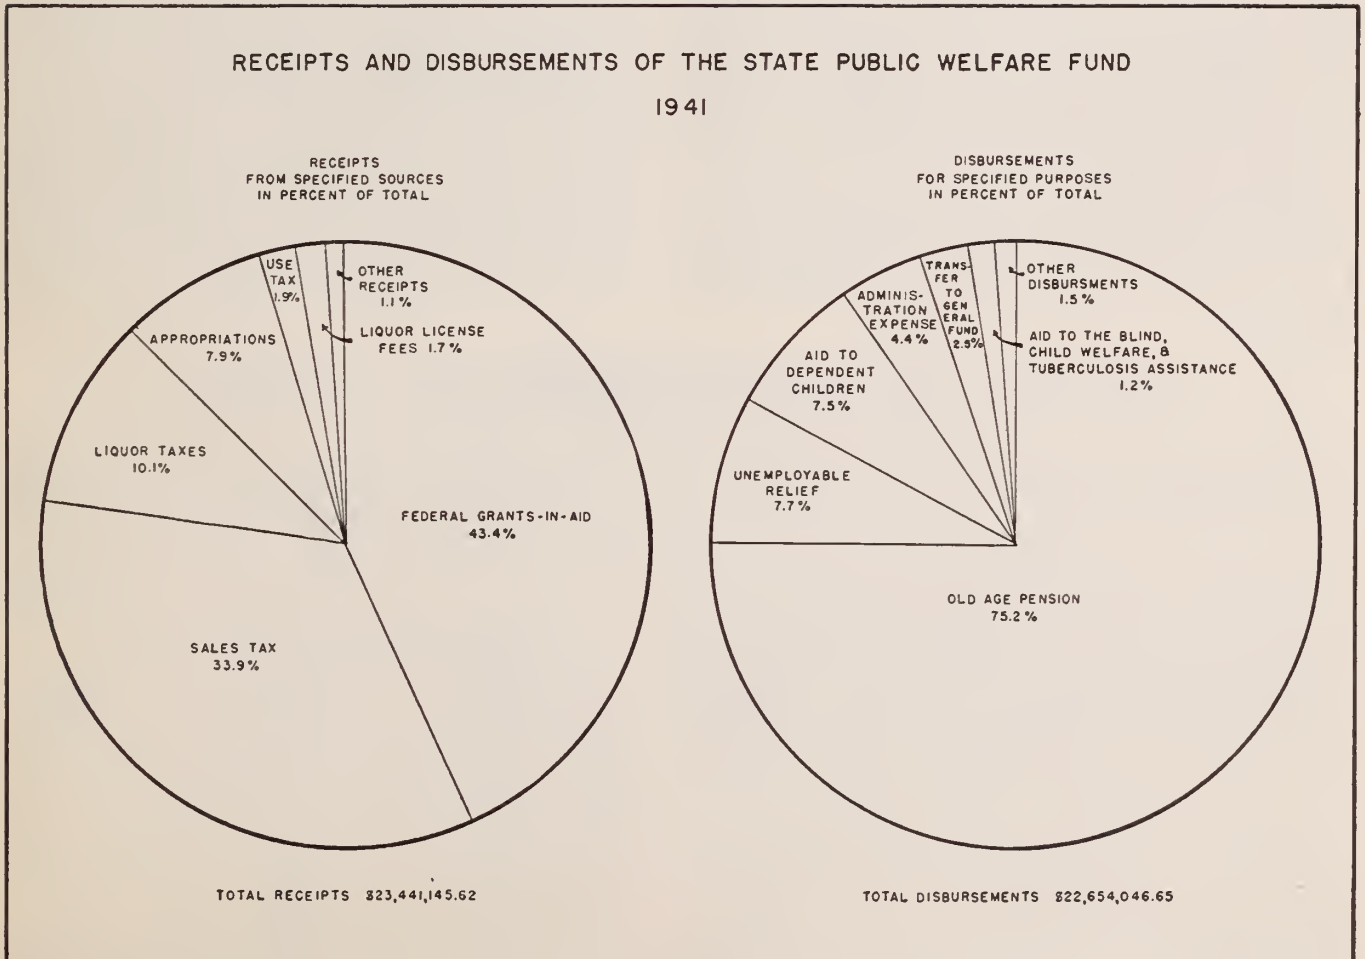 RECEIPTS AND DISBURSEMENTS OF THE STATE PUBLIC WELFARE FUND
1941
RECEIPTS
FROM SPECIFIED SOURCES
IN PERCENT OF TOTAL
USE
TAX
1.9%
OTHER
RECEIPTS
1.1%
LIQUOR LICENSE
FEES 1.7%
APPROPRIATIONS
7.9%
LIQUOR TAXES
10.1%
FEDERAL GRANTS-IN-AID
43.4%
SALES TAX
33.9%
TOTAL RECEIPTS $23,441,145.62
DISBURSEMENTS
FOR SPECIFIED PURPOSES
IN PERCENT OF TOTAL
TRANS-
FER
TO
GEN
ERAL
FUND
2.5%
OTHER
DISBURSMENTS
1.5%
ADMINIS-
TRATION
EXPENSE
4.4%
AID TO THE BLIND,
CHILD WELFARE, &
TUBERCULOSIS ASSISTANCE
1.2%
AID TO
DEPENDENT
CHILDREN
7.5%
UNEMPLOYABLE
RELIEF
7.7%
OLD AGE PENSION
75.2%
TOTAL DISBURSEMENTS $22,654,046.65